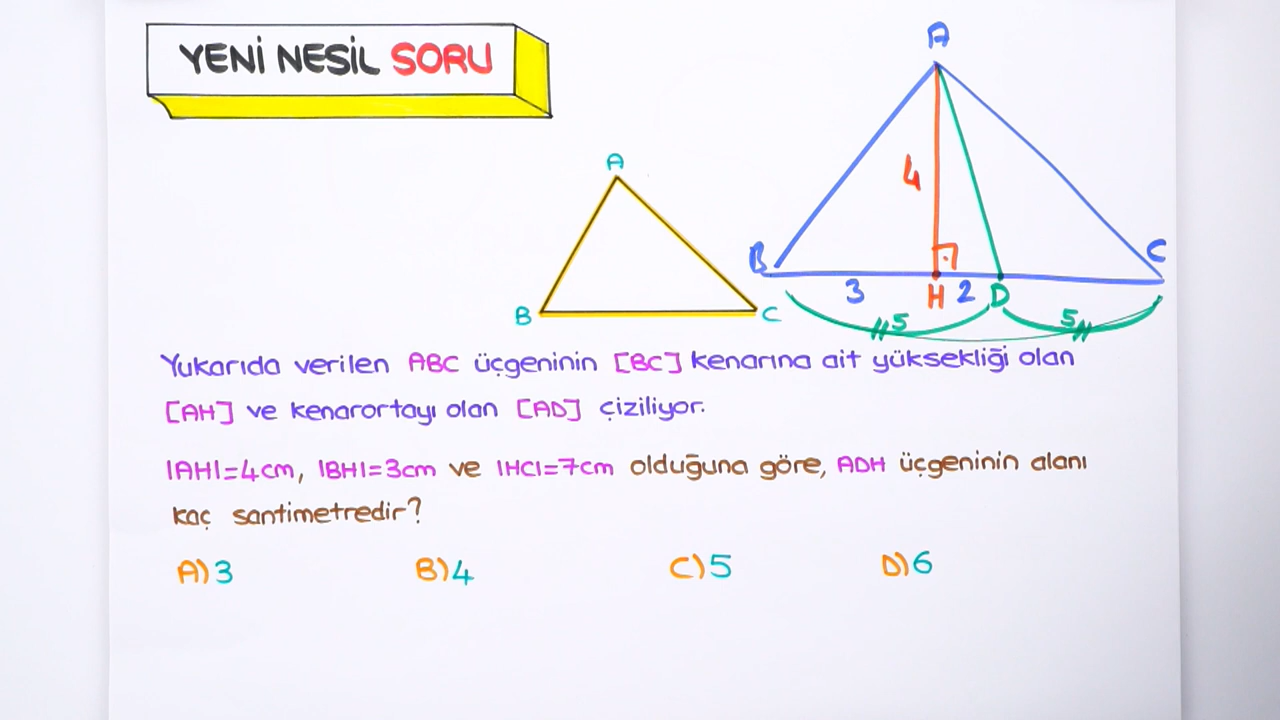 YENİ NESİL SORU
A
B
C
A
4
B
C
3
H
2
D
5
5
Yukarıda verilen ABC üçgeninin [BC] kenarına ait yüksekliği olan
[AH] ve kenarortayı olan [AD] çiziliyor.
|AH|=4cm, |BH|=3cm ve |HC|=7cm olduğuna göre, ADH üçgeninin alanı
kaç santimetredir?
A) 3 B) 4 C) 5 D) 6